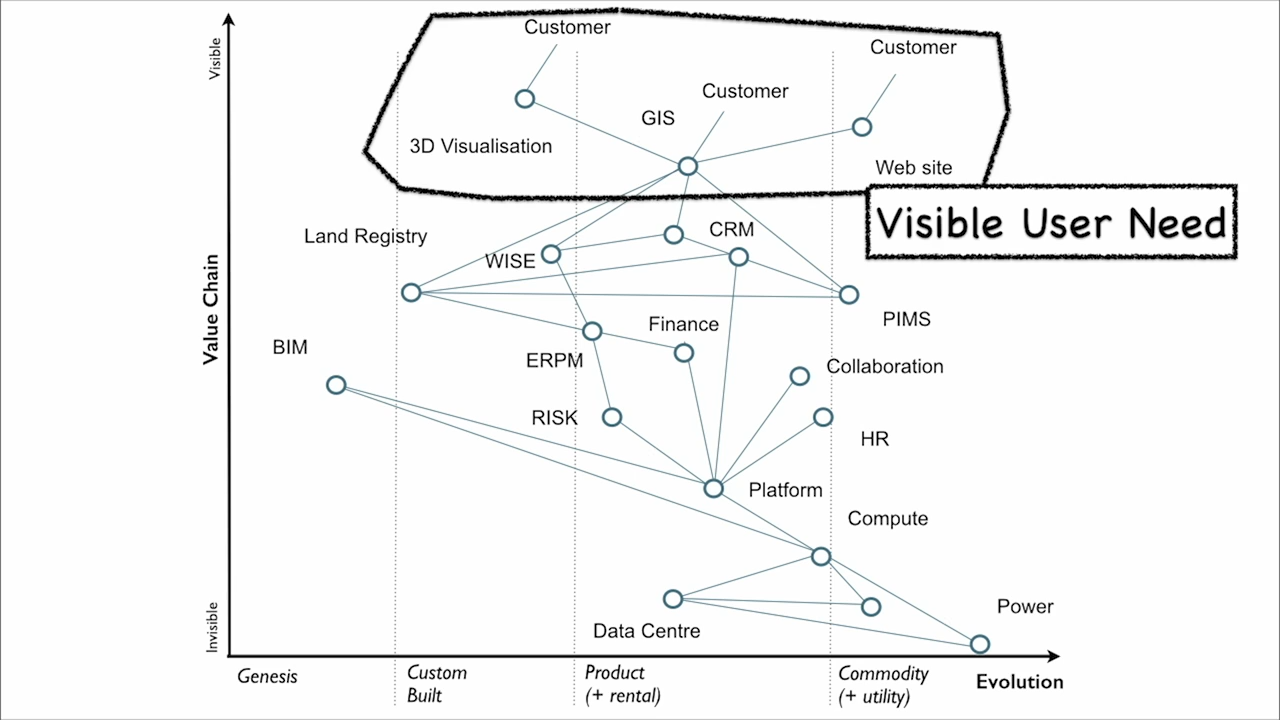 Customer
Customer
Visible
Customer
GIS
3D Visualisation
Web site
Visible User Need
CRM
Land Registry
WISE
Value Chain
PIMS
Finance
BIM
ERPM
Collaboration
RISK
HR
Platform
Compute
Power
Invisible
Data Centre
Genesis
Custom
Built
Product
(+ rental)
Commodity
(+ utility)
Evolution